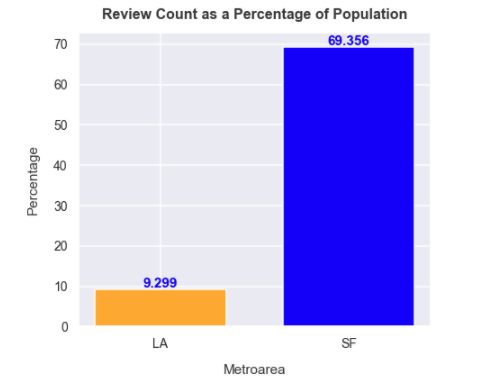 Review Count as a Percentage of Population
70
60
50
40
30
20
10
0
Percentage
9.299
69.356
LA
SF
Metroarea